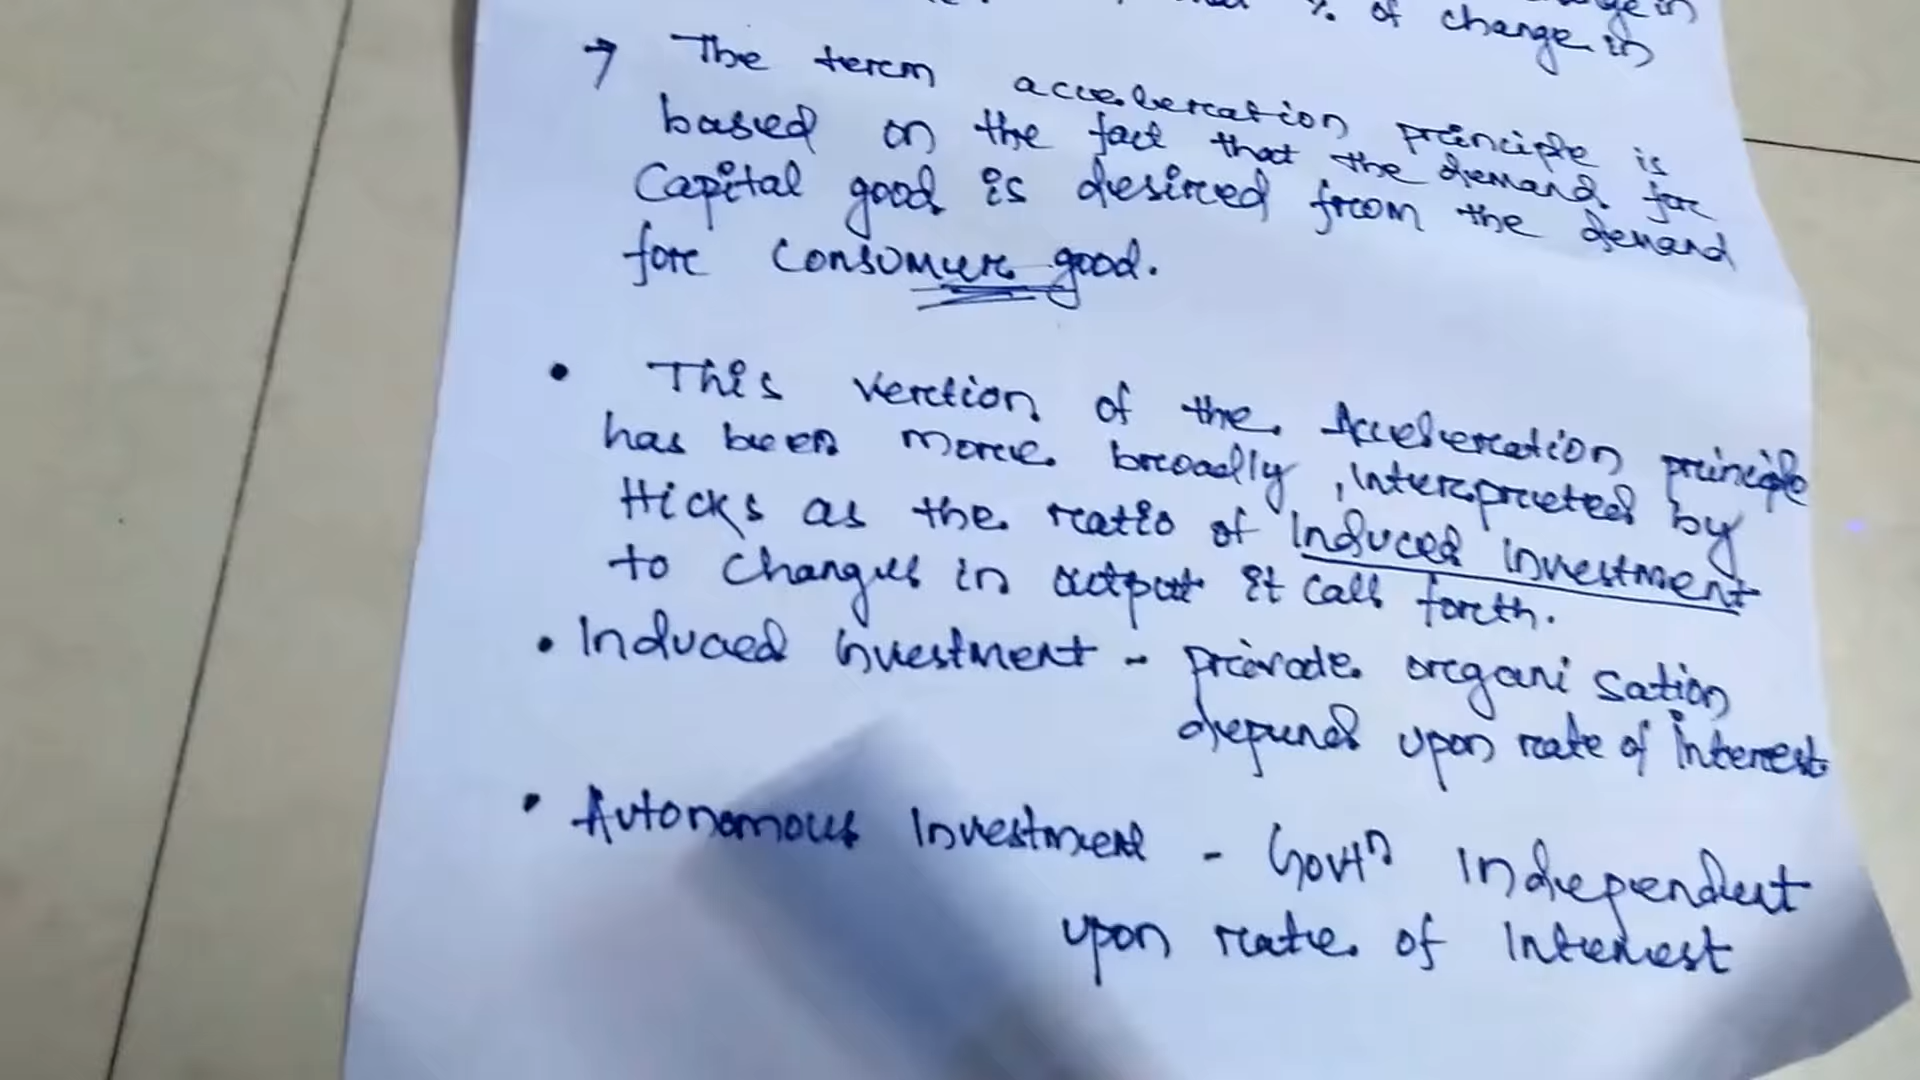 % of change in
→ The term acceleration principle is
based on the fact that the demand for
Capital good is desired from the demand
for Consumer good.
• This vertion of the Acceleration principle
has been more broadly interpreted by
Hicks as the ratio of Induced investment
to changes in output it call forth.
• Induced investment - private organisation
depend upon rate of interest
• Autonomous Investment - Govtn independent
upon rate of interest